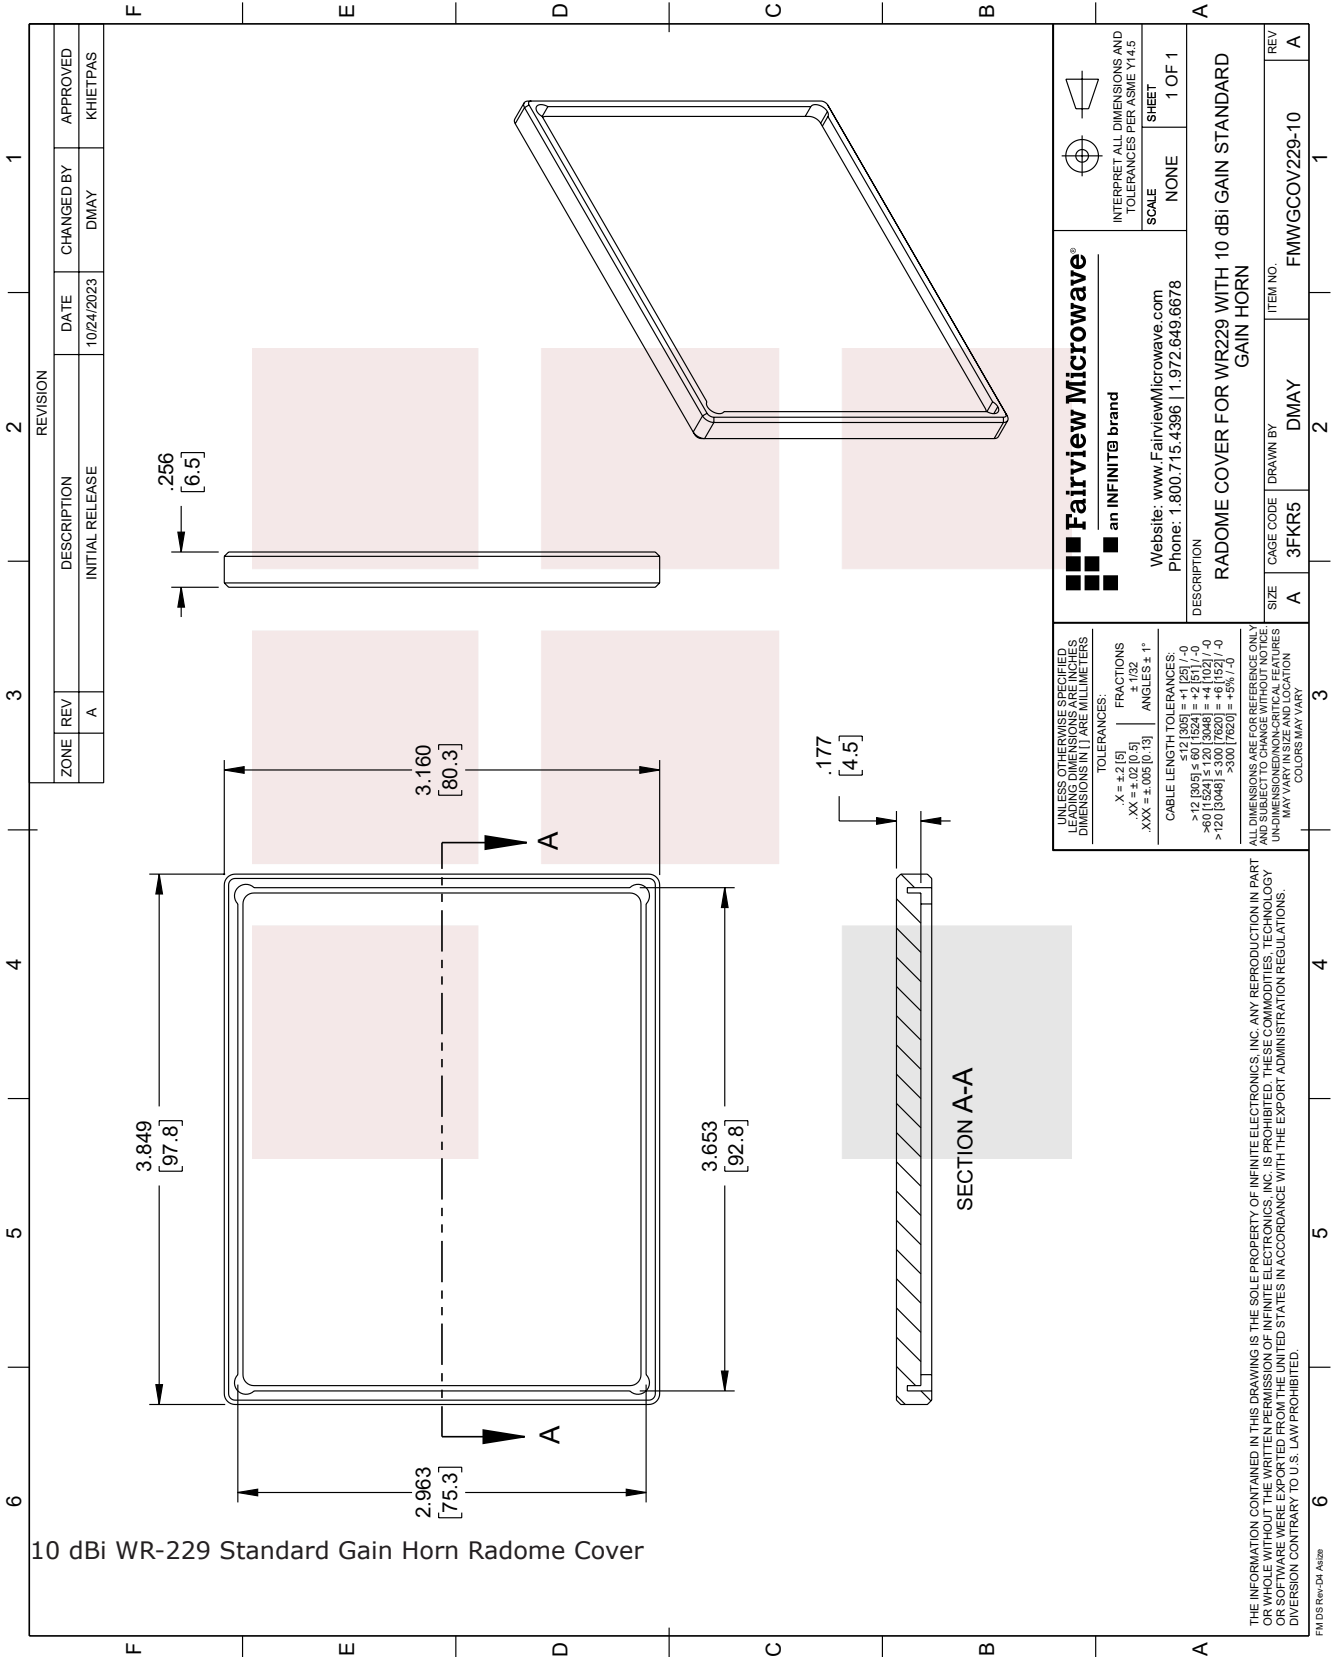 6 5 4 3 2 1
F
E
D
C
B
A
REVISION
ZONE REV DESCRIPTION DATE CHANGED BY APPROVED
A INITIAL RELEASE 10/24/2023 DMAY KHIETPAS
3.849
[97.8]
2.963
[75.3]
A
A
3.160
[80.3]
.256
[6.5]
3.653
[92.8]
.177
[4.5]
SECTION A-A
UNLESS OTHERWISE SPECIFIED
LEADING DIMENSIONS ARE INCHES
DIMENSIONS IN [ ] ARE MILLIMETERS
TOLERANCES:
.X = ±.2 [5] FRACTIONS
.XX = ±.02 [0.5] ± 1/32
.XXX = ±.005 [0.13] ANGLES ± 1°
CABLE LENGTH TOLERANCES:
≤12 [305] = +1 [25] / -0
>12 [305] ≤ 60 [1524] = +2 [51] / -0
>60 [1524] ≤ 120 [3048] = +4 [102] / -0
>120 [3048] ≤ 300 [7620] = +6 [152] / -0
>300 [7620] = +5% / -0
ALL DIMENSIONS ARE FOR REFERENCE ONLY
AND SUBJECT TO CHANGE WITHOUT NOTICE.
UN-DIMENSIONED/NON-CRITICAL FEATURES
MAY VARY IN SIZE AND LOCATION
COLORS MAY VARY
Fairview Microwave®
an INFINIT@ brand
Website: www.FairviewMicrowave.com
Phone: 1.800.715.4396 | 1.972.649.6678
INTERPRET ALL DIMENSIONS AND
TOLERANCES PER ASME Y14.5
SCALE NONE
SHEET 1 OF 1
DESCRIPTION
RADOME COVER FOR WR229 WITH 10 dBi GAIN STANDARD
GAIN HORN
SIZE A
CAGE CODE 3FKR5
DRAWN BY DMAY
ITEM NO. FMWGCOV229-10
REV A
THE INFORMATION CONTAINED IN THIS DRAWING IS THE SOLE PROPERTY OF INFINITE ELECTRONICS, INC. ANY REPRODUCTION IN PART
OR WHOLE WITHOUT THE WRITTEN PERMISSION OF INFINITE ELECTRONICS, INC. IS PROHIBITED. THESE COMMODITIES, TECHNOLOGY
OR SOFTWARE WERE EXPORTED FROM THE UNITED STATES IN ACCORDANCE WITH THE EXPORT ADMINISTRATION REGULATIONS.
DIVERSION CONTRARY TO U.S. LAW PROHIBITED.
6 5 4 3 2 1
F
E
D
C
B
A
FM DS Rev-D4 Asize
10 dBi WR-229 Standard Gain Horn Radome Cover